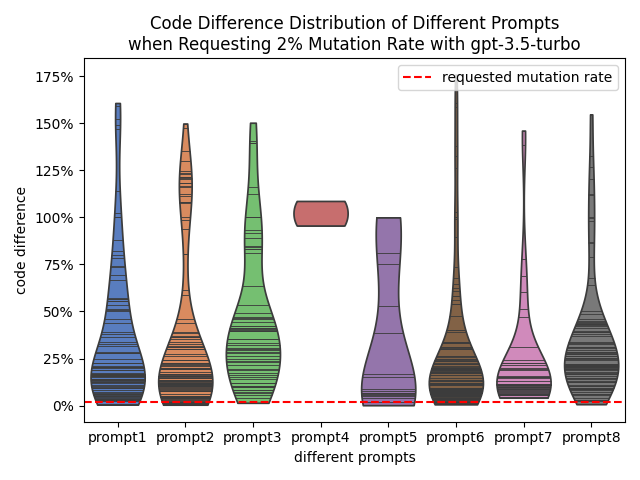 Code Difference Distribution of Different Prompts
when Requesting 2% Mutation Rate with gpt-3.5-turbo
requested mutation rate
code difference
175%
150%
125%
100%
75%
50%
25%
0%
prompt1 prompt2 prompt3 prompt4 prompt5 prompt6 prompt7 prompt8
different prompts